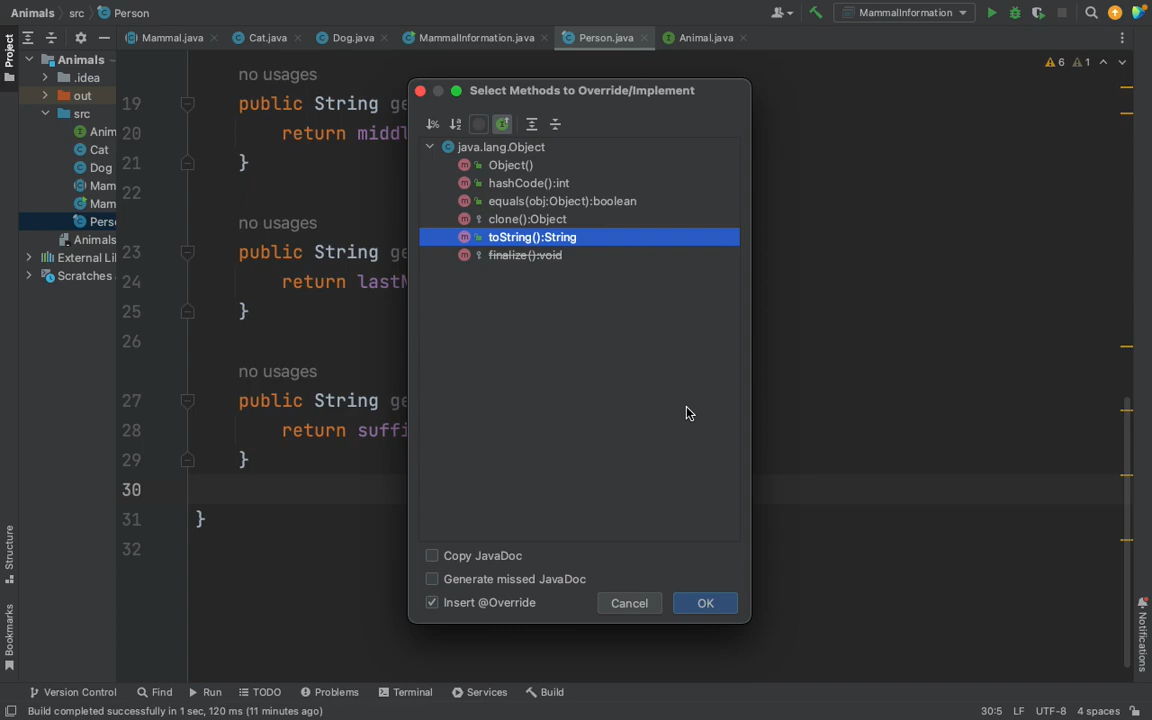 Animals src Person
MammalInformation
Project
Mammal.java Cat.java Dog.java MammalInformation.java Person.java Animal.java
Animals
.idea
out
src
Anim
Cat
Dog
Mam
Mam
Perso
Animals
External Li
Scratches
6 1
no usages
19 public String ge
20 return middl
21 }
22
no usages
23 public String ge
24 return lastN
25 }
26
no usages
27 public String ge
28 return suffi
29 }
30
31 }
32
Select Methods to Override/Implement
java.lang.Object
Object()
hashCode():int
equals(obj:Object):boolean
clone():Object
toString():String
finalize():void
Copy JavaDoc
Generate missed JavaDoc
Insert @Override
Cancel OK
Structure
Bookmarks
Notifications
Version Control Find Run TODO Problems Terminal Services Build
Build completed successfully in 1 sec, 120 ms (11 minutes ago)
30:5 LF UTF-8 4 spaces